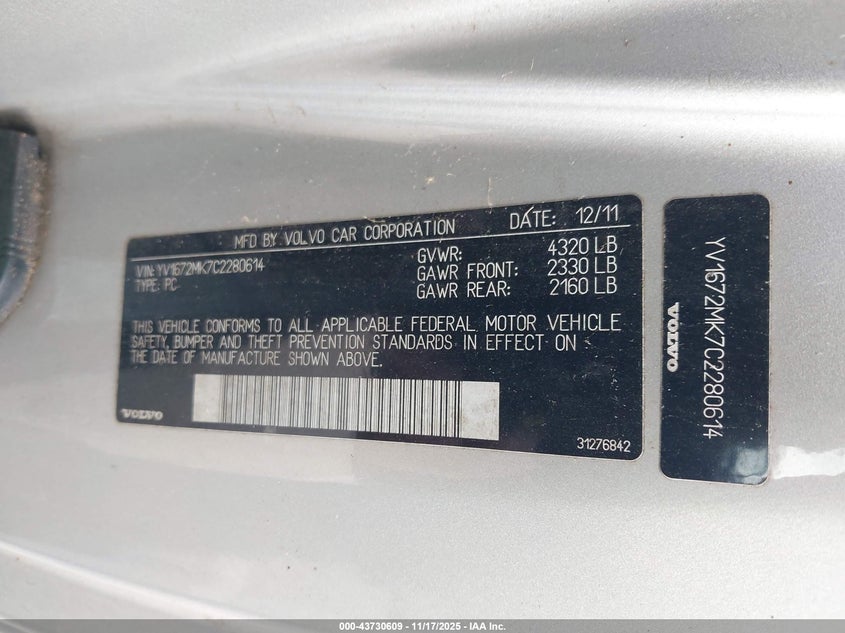 MFD BY VOLVO CAR CORPORATION DATE: 12/11
VIN: YV1672MK7C2280614
TYPE: PC
GVWR: 4320 LB
GAWR FRONT: 2330 LB
GAWR REAR: 2160 LB
THIS VEHICLE CONFORMS TO ALL APPLICABLE FEDERAL MOTOR VEHICLE
SAFETY, BUMPER AND THEFT PREVENTION STANDARDS IN EFFECT ON
THE DATE OF MANUFACTURE SHOWN ABOVE.
VOLVO
31276842
YV1672MK7C2280614
VOLVO
000-43730609 - 11/17/2025 - IAA Inc.